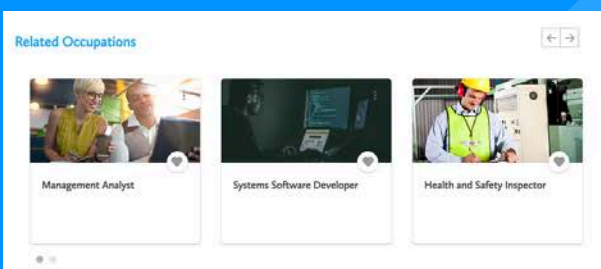 Related Occupations
Management Analyst
Systems Software Developer
Health and Safety Inspector